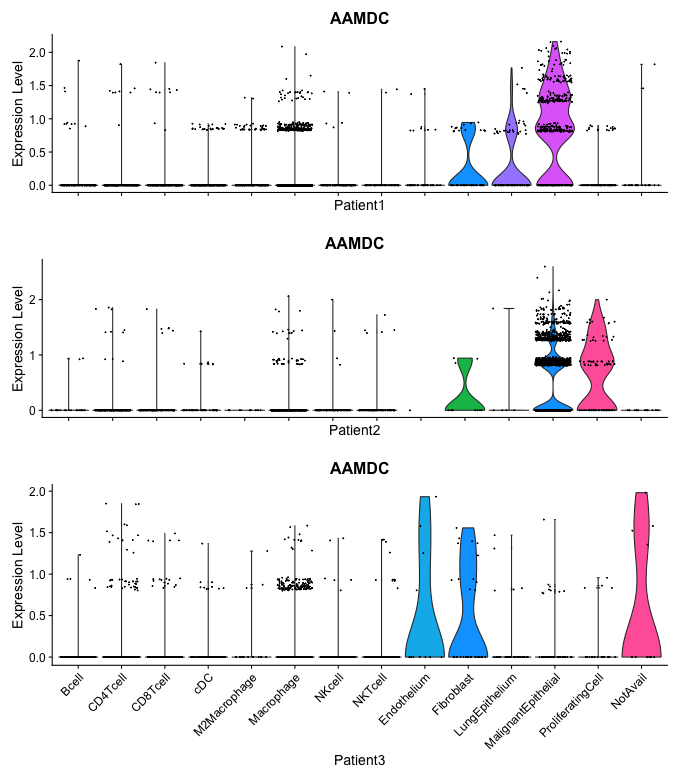 AAMDC
Expression Level
2.0
1.5
1.0
0.5
0.0
Patient1
AAMDC
Expression Level
2
1
0
Patient2
AAMDC
Expression Level
2.0
1.5
1.0
0.5
0.0
Bcell
CD4Tcell
CD8Tcell
cDC
M2Macrophage
Macrophage
NKcell
NKTcell
Endothelium
Fibroblast
LungEpithelium
MalignantEpithelial
ProliferatingCell
NotAvail
Patient3